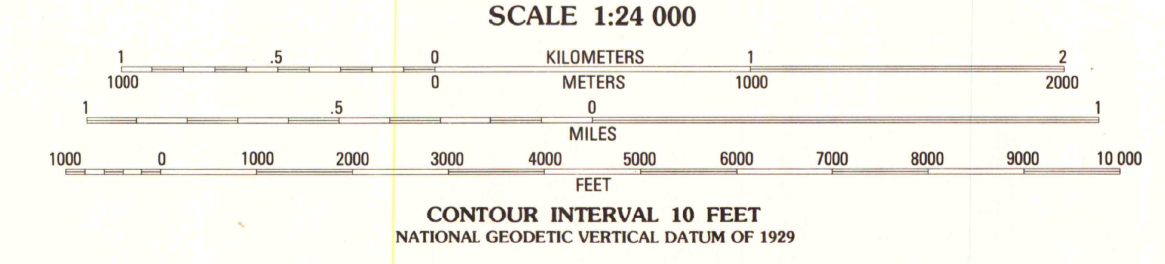 SCALE 1:24 000
1 .5 0 KILOMETERS 1 2
1000 0 METERS 1000 2000
1 .5 0 1
MILES
1000 0 1000 2000 3000 4000 5000 6000 7000 8000 9000 10 000
FEET
CONTOUR INTERVAL 10 FEET
NATIONAL GEODETIC VERTICAL DATUM OF 1929